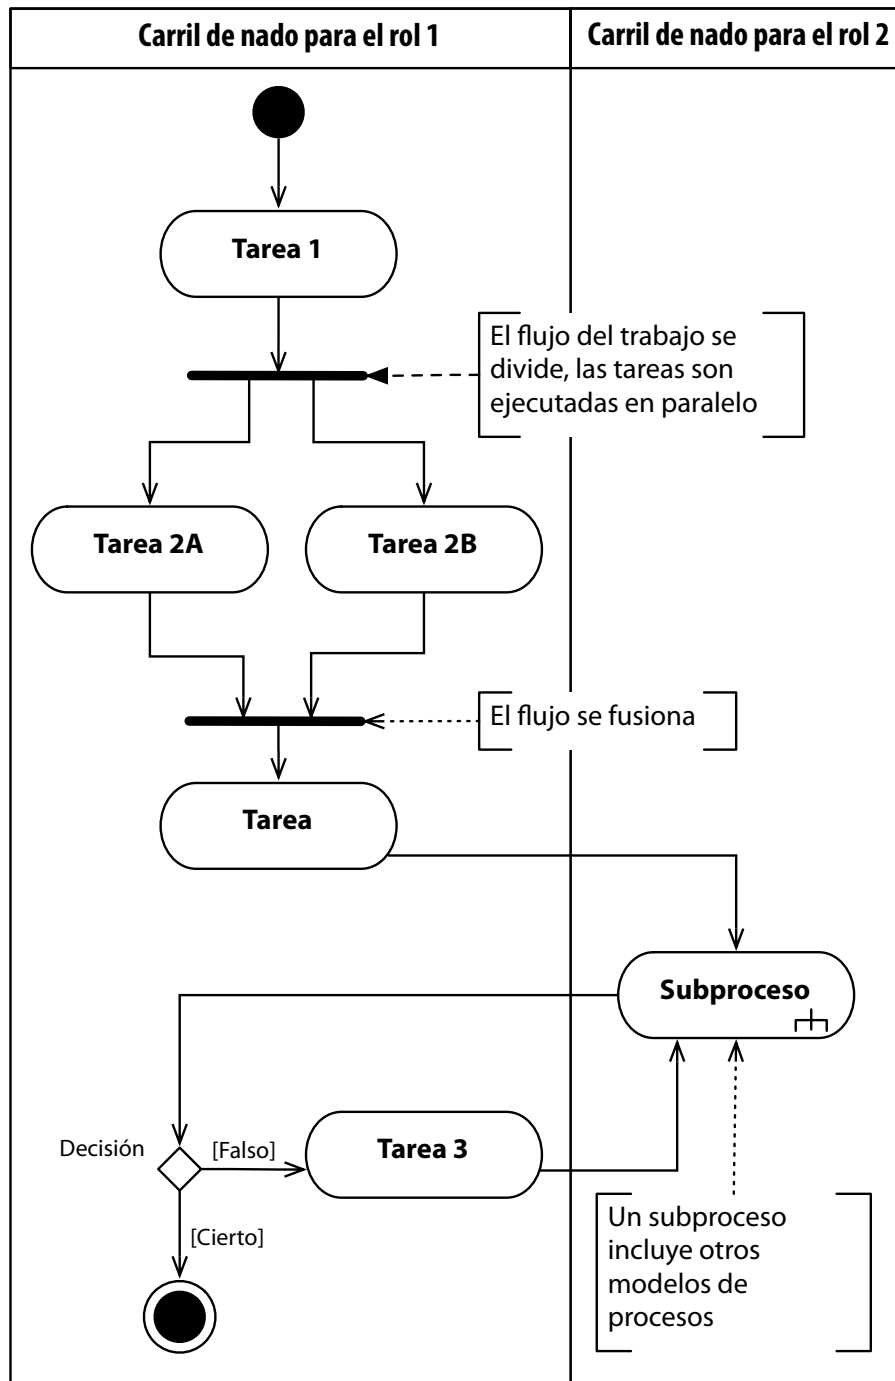 Carril de nado para el rol 1
Carril de nado para el rol 2
Tarea 1
El flujo del trabajo se
divide, las tareas son
ejecutadas en paralelo
Tarea 2A
Tarea 2B
El flujo se fusiona
Tarea
Subproceso
Decisión
[Falso]
Tarea 3
[Cierto]
Un subproceso
incluye otros
modelos de
procesos